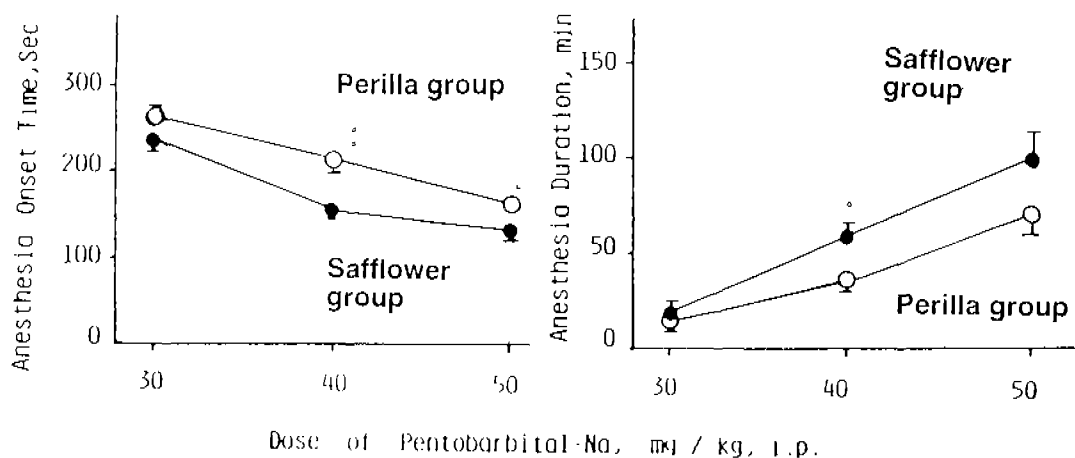 Anesthesia Onset Time, Sec
300
200
100
0
30
40
50
Perilla group
Safflower
group
Anesthesia Duration, min
150
100
50
0
30
40
50
Safflower
group
Perilla group
Dose of Pentobarbital-Na, mg / kg, i.p.